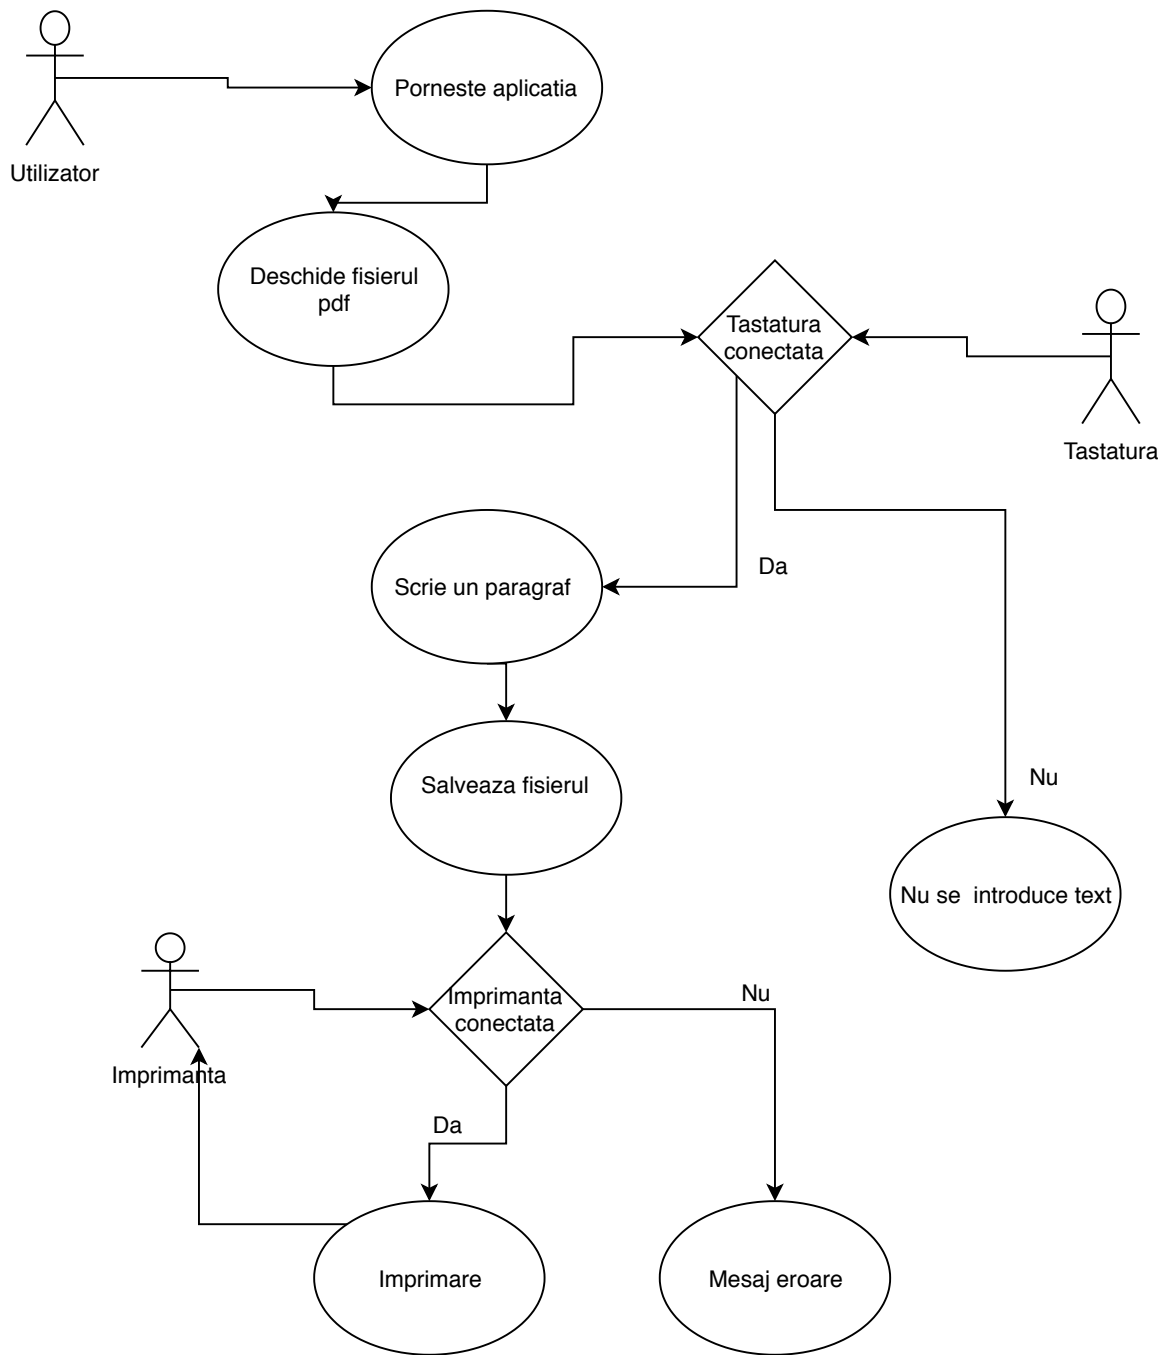 Porneste aplicatia
Utilizator
Deschide fisierul
pdf
Tastatura
conectata
Tastatura
Da
Scrie un paragraf
Nu
Salveaza fisierul
Nu se  introduce text
Nu
Imprimanta
conectata
Imprimanta
Da
Imprimare
Mesaj eroare